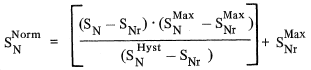 S_N^Norm = [ (S_N − S_Nr) · (S_N^Max − S_Nr^Max) / (S_N^Hyst − S_Nr) ] + S_Nr^Max